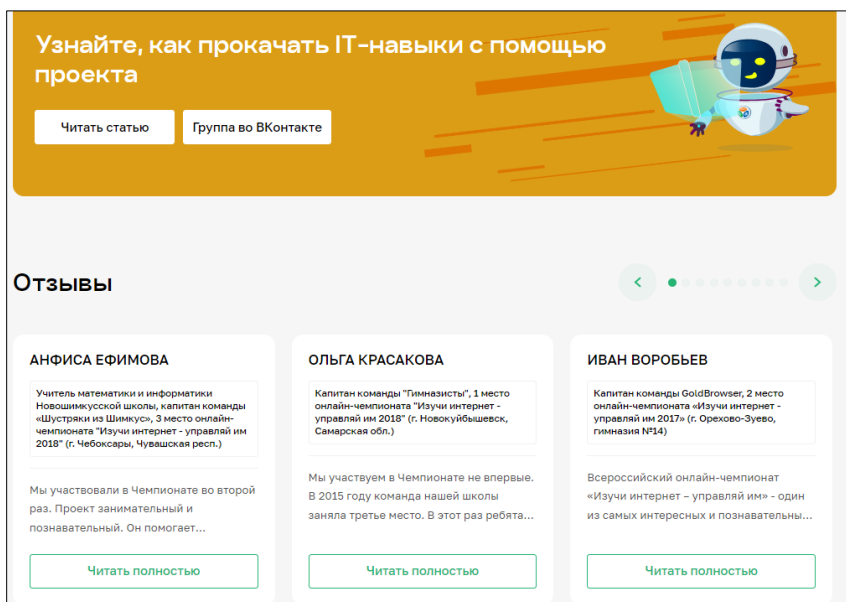 Узнайте, как прокачать IT-навыки с помощью
проекта
Читать статью
Группа во ВКонтакте
Отзывы
АНФИСА ЕФИМОВА
Учитель математики и информатики
Новошимкусской школы, капитан команды
«Шустряки из Шимкус», 3 место онлайн-
чемпионата "Изучи интернет - управляй им
2018" (г. Чебоксары, Чувашская респ.)
Мы участвовали в Чемпионате во второй
раз. Проект занимательный и
познавательный. Он помогает...
Читать полностью
ОЛЬГА КРАСАКОВА
Капитан команды "Гимназисты", 1 место
онлайн-чемпионата "Изучи интернет -
управляй им 2018" (г. Новокуйбышевск,
Самарская обл.)
Мы участвуем в Чемпионате не впервые.
В 2015 году команда нашей школы
заняла третье место. В этот раз ребята...
Читать полностью
ИВАН ВОРОБЬЕВ
Капитан команды GoldBrowser, 2 место
онлайн-чемпионата «Изучи интернет -
управляй им 2017» (г. Орехово-Зуево,
гимназия №14)
Всероссийский онлайн-чемпионат
«Изучи интернет – управляй им» - один
из самых интересных и познавательны...
Читать полностью